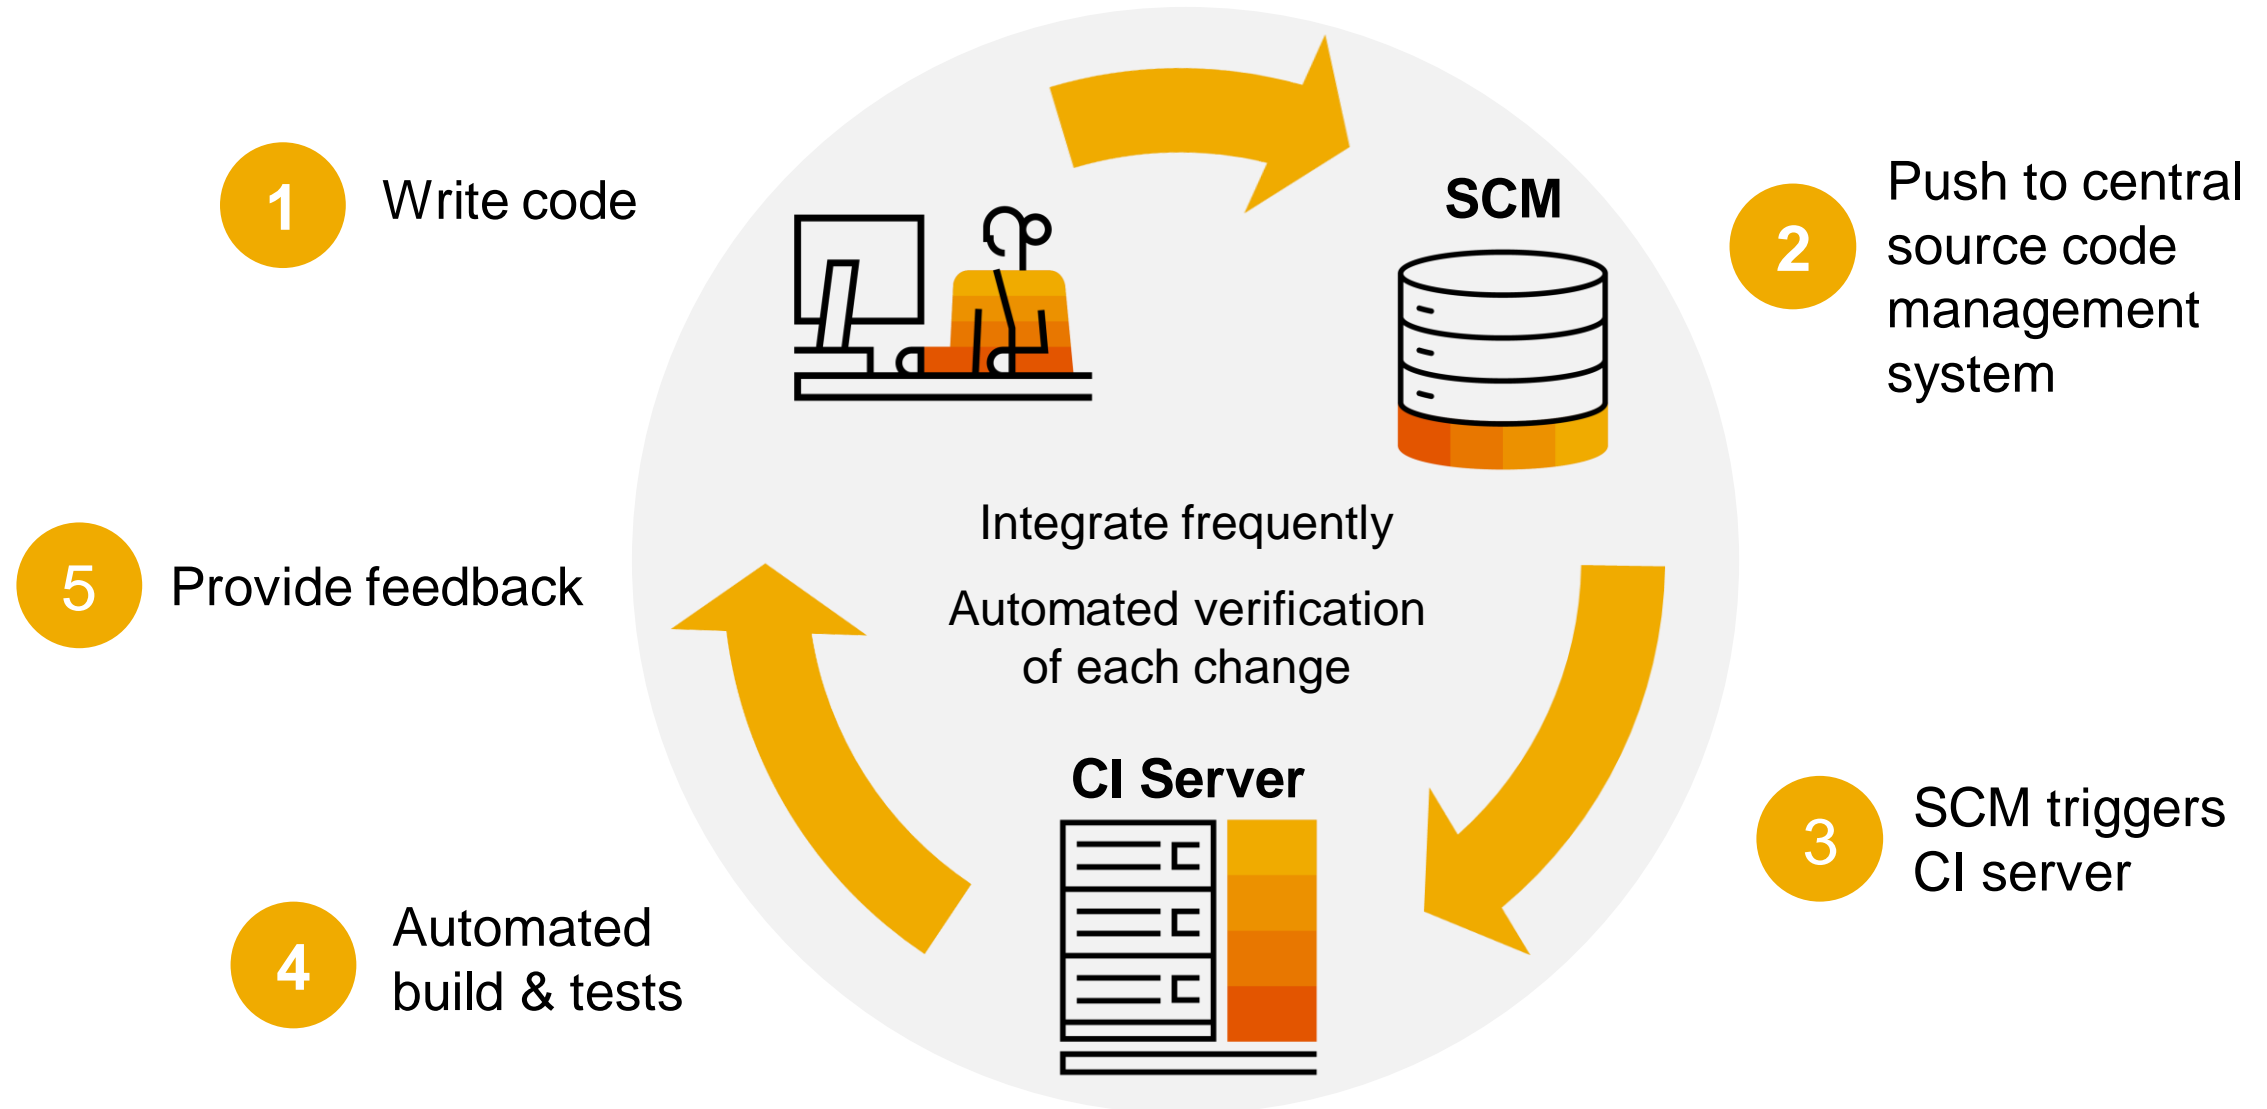 1
Write code
SCM
2
Push to central
source code
management
system
Integrate frequently
Automated verification
of each change
5
Provide feedback
CI Server
3
SCM triggers
CI server
4
Automated
build & tests